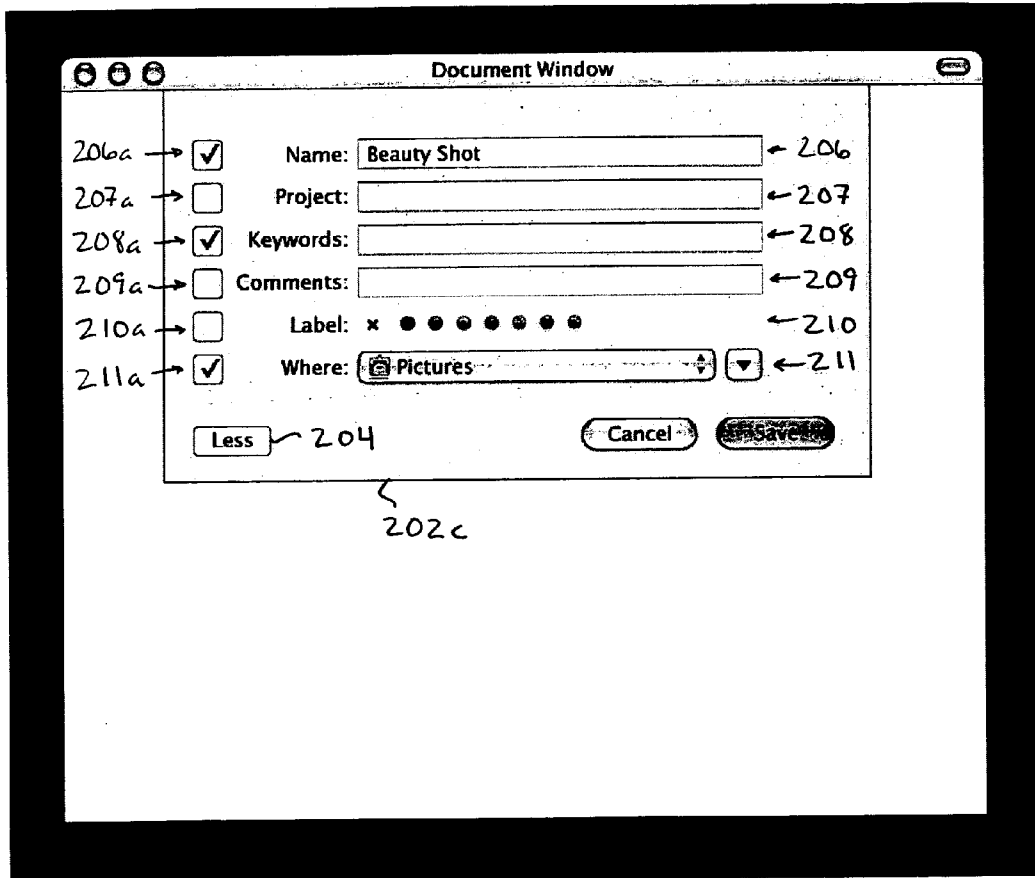 Document Window
206a Name: Beauty Shot 206
207a Project: 207
208a Keywords: 208
209a Comments: 209
210a Label: × 210
211a Where: Pictures 211
Less 204 Cancel Save
202c